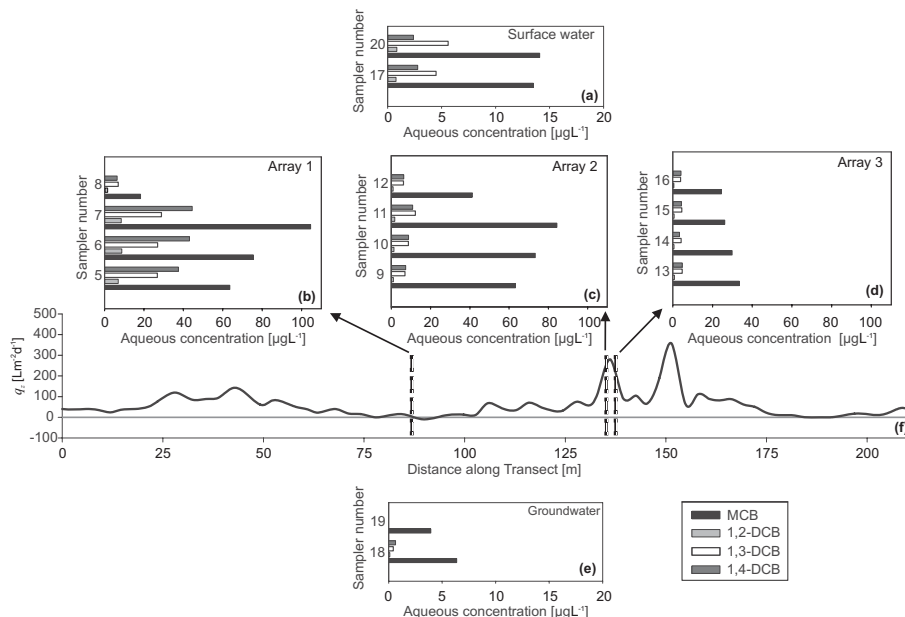 Surface water
Sampler number
20
17
(a)
0 5 10 15 20
Aqueous concentration [µgL⁻¹]
Array 1
Sampler number
8
7
6
5
(b)
0 20 40 60 80 100
Aqueous concentration [µgL⁻¹]
Array 2
Sampler number
12
11
10
9
(c)
0 20 40 60 80 100
Aqueous concentration [µgL⁻¹]
Array 3
Sampler number
16
15
14
13
(d)
0 20 40 60 80 100
Aqueous concentration [µgL⁻¹]
q_z [Lm⁻²d⁻¹]
500
400
300
200
100
0
-100
(f)
0 25 50 75 100 125 150 175 200
Distance along Transect [m]
Groundwater
Sampler number
19
18
(e)
0 5 10 15 20
Aqueous concentration [µgL⁻¹]
MCB
1,2-DCB
1,3-DCB
1,4-DCB